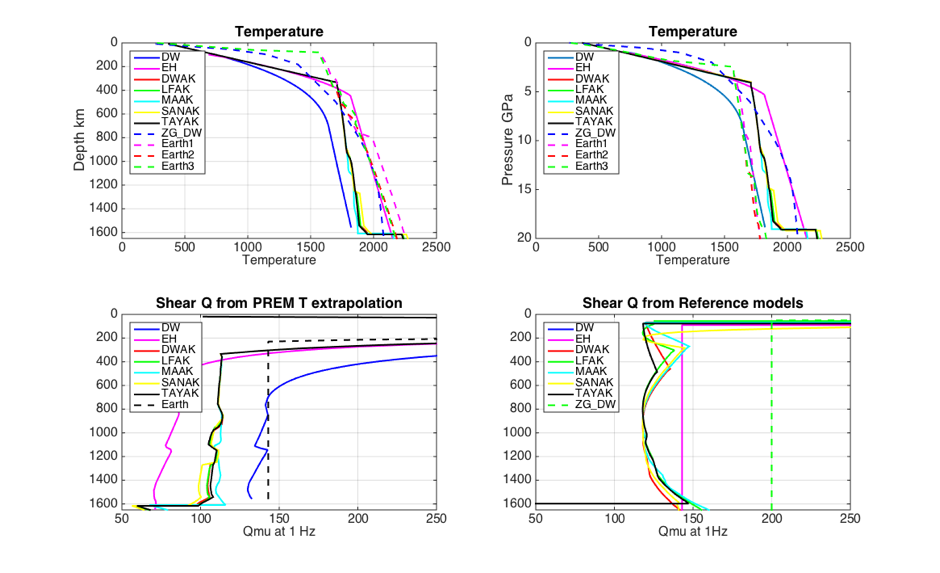 Temperature
0
200
400
600
800
1000
1200
1400
1600
Depth km
DW
EH
DWAK
LFAK
MAAK
SANAK
TAYAK
ZG_DW
Earth1
Earth2
Earth3
0 500 1000 1500 2000 2500
Temperature
Temperature
0
5
10
15
20
Pressure GPa
DW
EH
DWAK
LFAK
MAAK
SANAK
TAYAK
ZG_DW
Earth1
Earth2
Earth3
0 500 1000 1500 2000 2500
Temperature
Shear Q from PREM T extrapolation
0
200
400
600
800
1000
1200
1400
1600
DW
EH
DWAK
LFAK
MAAK
SANAK
TAYAK
Earth
50 100 150 200 250
Qmu at 1 Hz
Shear Q from Reference models
0
200
400
600
800
1000
1200
1400
1600
DW
EH
DWAK
LFAK
MAAK
SANAK
TAYAK
ZG_DW
50 100 150 200 250
Qmu at 1Hz